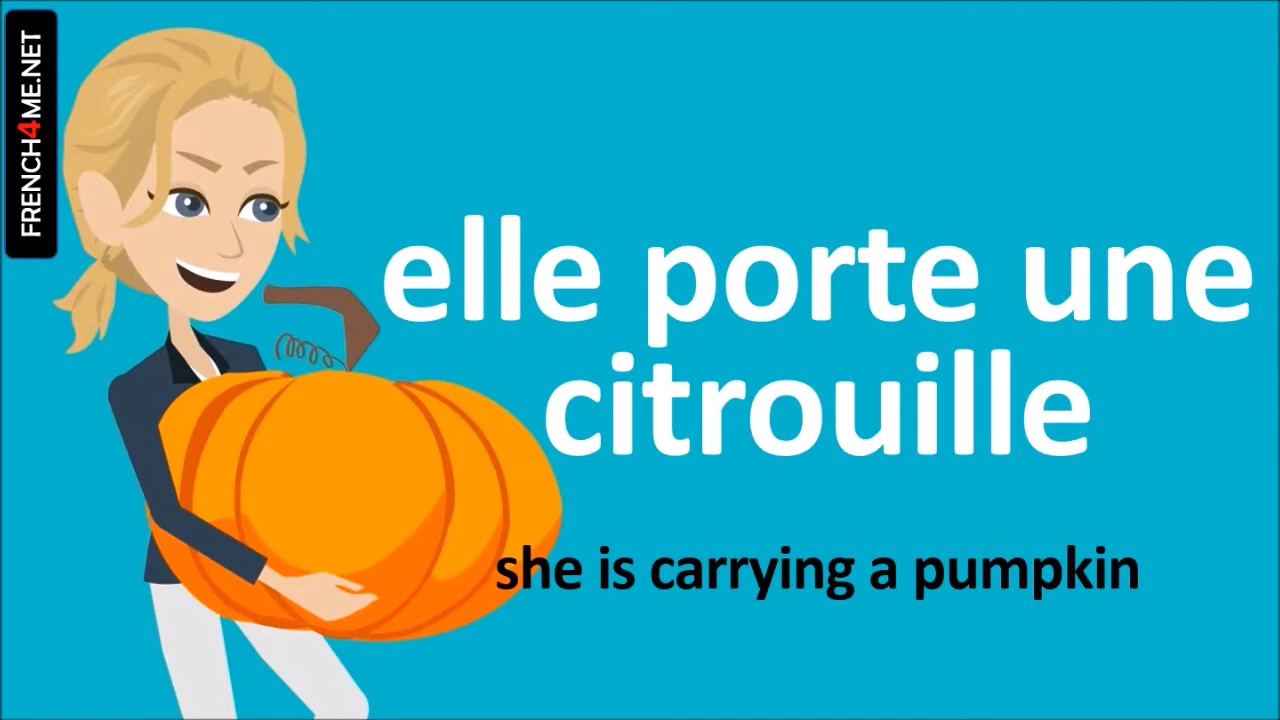 FRENCH4ME.NET
elle porte une
citrouille
she is carrying a pumpkin